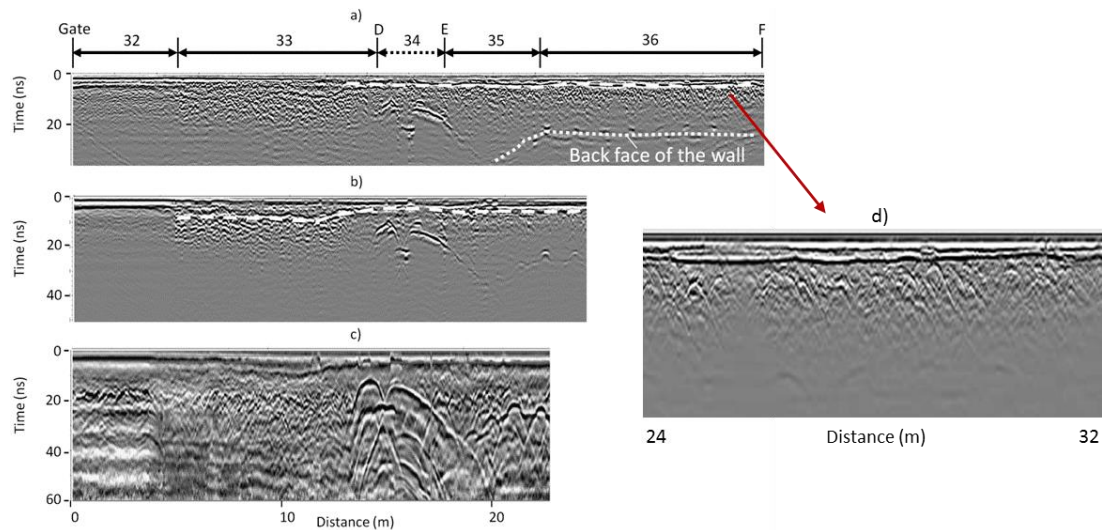 a)
Gate D E F
32 33 34 35 36
0
Time (ns)
20
Back face of the wall
b)
0
Time (ns)
20
40
d)
24 Distance (m) 32
c)
0
Time (ns)
20
40
60
0 10 20
Distance (m)